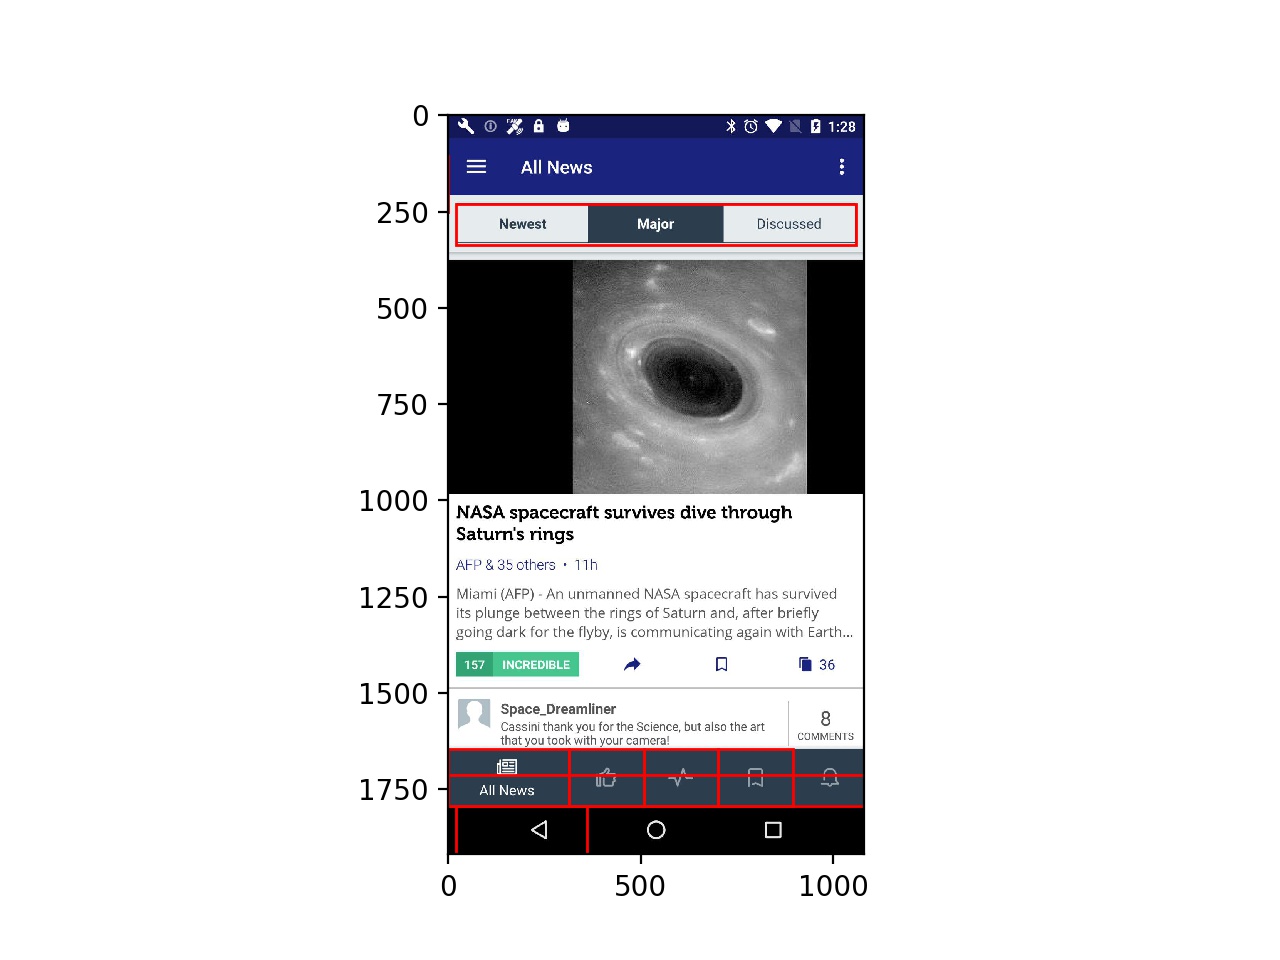 0
250
500
750
1000
1250
1500
1750
1:28
All News
Newest Major Discussed
NASA spacecraft survives dive through
Saturn's rings
AFP & 35 others • 11h
Miami (AFP) - An unmanned NASA spacecraft has survived
its plunge between the rings of Saturn and, after briefly
going dark for the flyby, is communicating again with Earth...
157 INCREDIBLE 36
Space_Dreamliner
Cassini thank you for the Science, but also the art
that you took with your camera!
8
COMMENTS
All News
0 500 1000